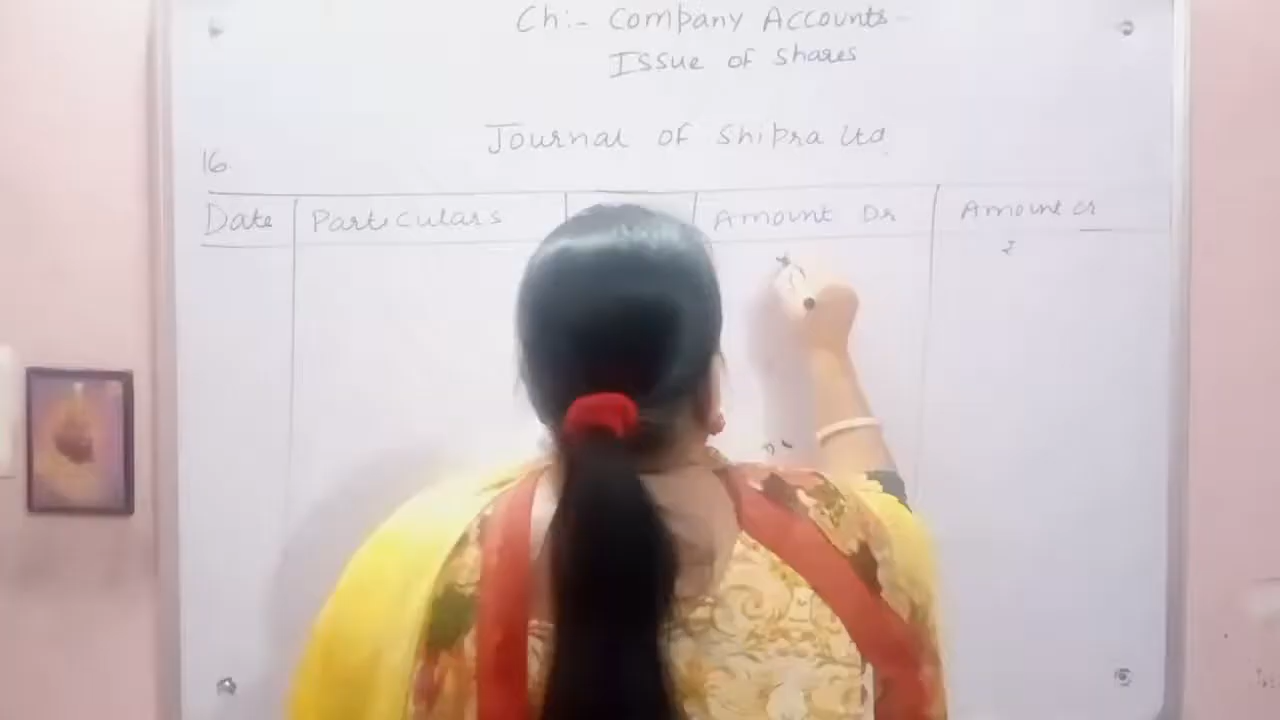 Ch:- Company Accounts
Issue of Shares
Journal of Shipra Ltd.
16.
Date Particulars Amount Dr Amount Cr
₹